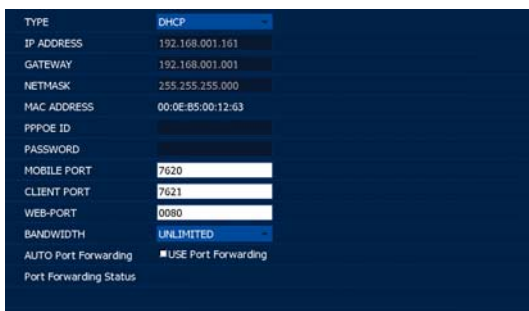 TYPE DHCP
IP ADDRESS 192.168.001.161
GATEWAY 192.168.001.001
NETMASK 255.255.255.000
MAC ADDRESS 00:0E:B5:00:12:63
PPPOE ID
PASSWORD
MOBILE PORT 7620
CLIENT PORT 7621
WEB-PORT 0080
BANDWIDTH UNLIMITED
AUTO Port Forwarding USE Port Forwarding
Port Forwarding Status